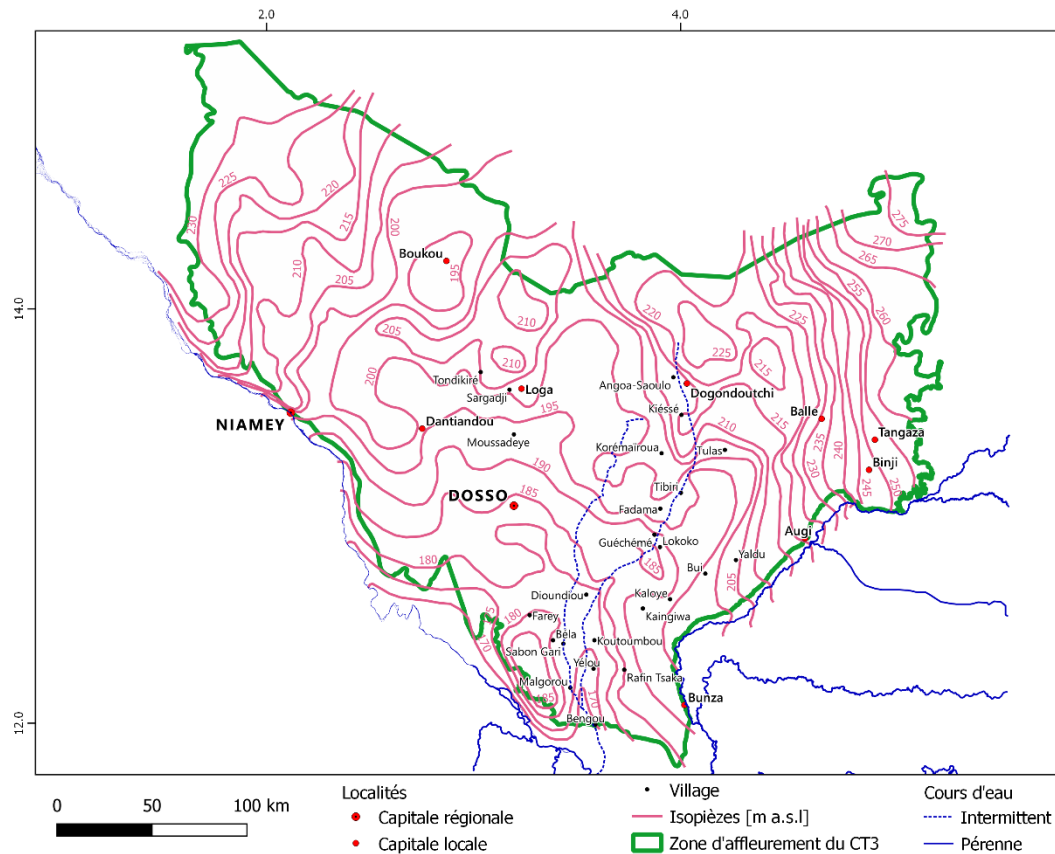 2.0 4.0
14.0
12.0
225
220
230
215
200
210
205
Boukou
195
275
270
265
260
255
210
220
225
215
225
205
200
210
Tondikiré
Sargadji
Loga
Angoa-Saoulo
Dogondoutchi
Kiéssé
215
Balle
Tangaza
Binji
NIAMEY
Dantiandou
195
Moussadeye
210
Korémaïroua
Tulas
235
240
230
245
250
190
185
DOSSO
Tibiri
Fadama
Augi
Guéchémé
Lokoko
185
Yaldu
Bui
205
180
Dioundiou
Kaloye
Kaingiwa
180
Farey
170
Béla
Sabon Gari
Koutoumbou
Yélou
Rafin Tsaka
Malgorou
185
170
Bunza
Bengou
0 50 100 km
Localités
Capitale régionale
Capitale locale
Village
Isopièzes [m a.s.l]
Zone d'affleurement du CT3
Cours d'eau
Intermittent
Pérenne